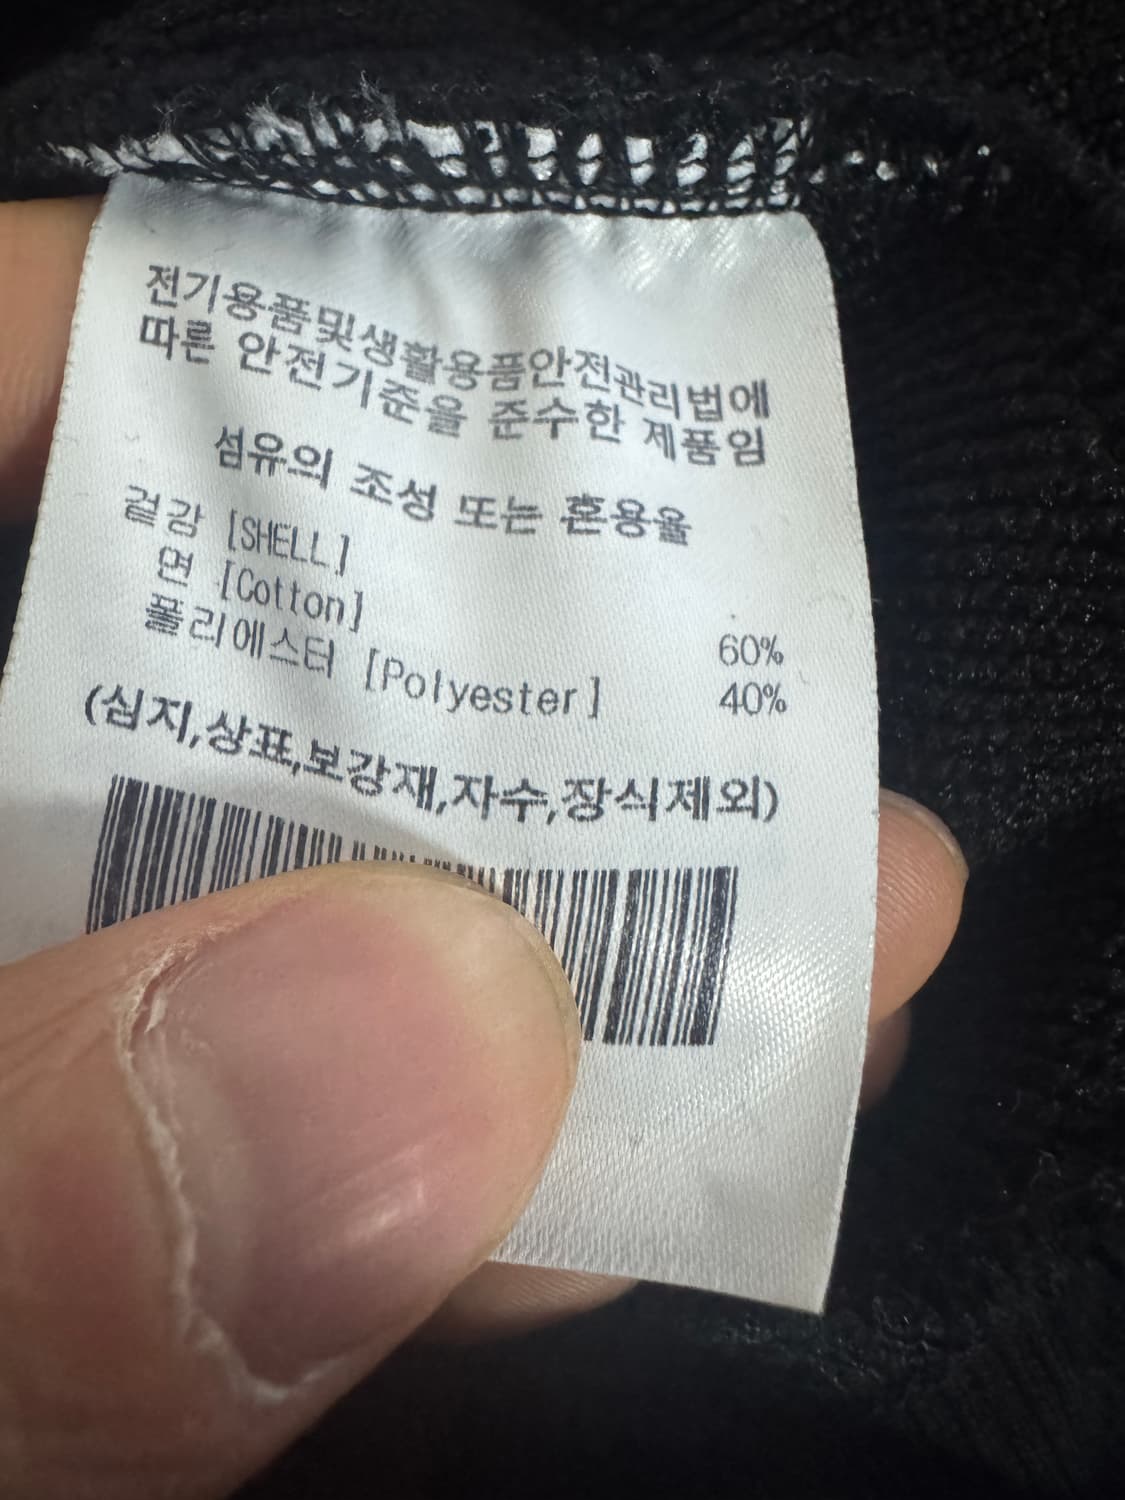 전기용품및생활용품안전관리법에
따른 안전기준을 준수한 제품임
섬유의 조성 또는 혼용율
겉감 [SHELL]
면 [Cotton] 60%
폴리에스터 [Polyester] 40%
(심지,상표,보강재,자수,장식제외)